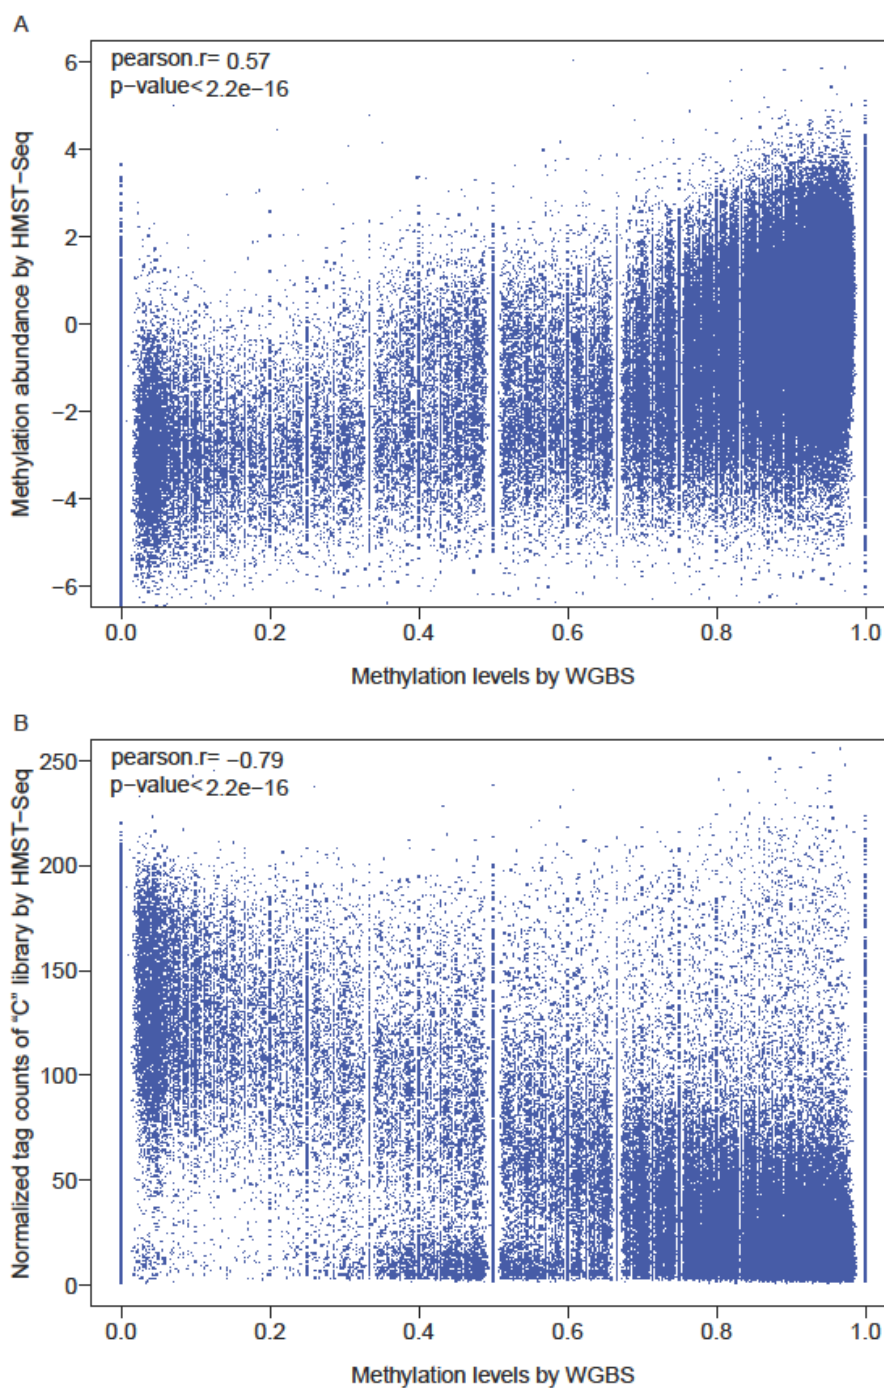 A
pearson.r= 0.57
p-value< 2.2e-16
Methylation abundance by HMST-Seq
6
4
2
0
-2
-4
-6
0.0 0.2 0.4 0.6 0.8 1.0
Methylation levels by WGBS
B
pearson.r= -0.79
p-value< 2.2e-16
Normalized tag counts of "C" library by HMST-Seq
250
200
150
100
50
0
0.0 0.2 0.4 0.6 0.8 1.0
Methylation levels by WGBS